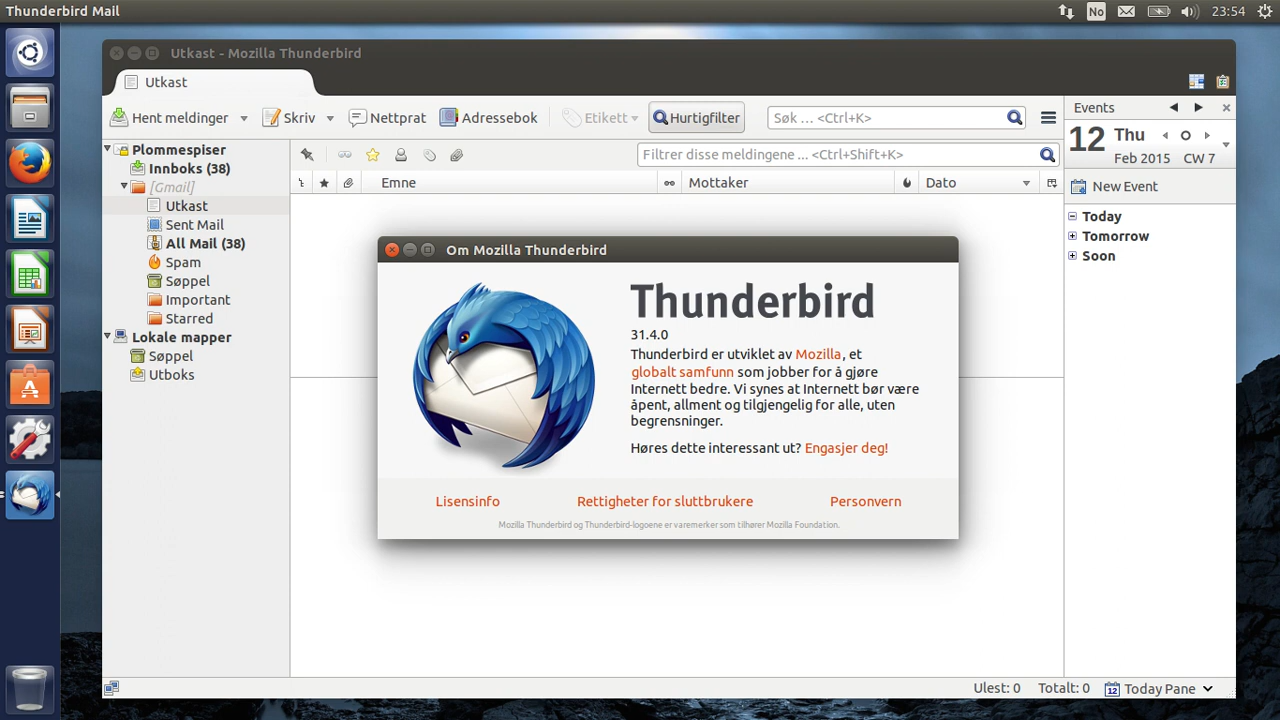 Thunderbird Mail
No
23:54
Utkast - Mozilla Thunderbird
Utkast
Hent meldinger
Skriv
Nettprat
Adressebok
Etikett
Hurtigfilter
Søk ... <Ctrl+K>
Filtrer disse meldingene ... <Ctrl+Shift+K>
Emne
Mottaker
Dato
Plommespiser
Innboks (38)
[Gmail]
Utkast
Sent Mail
All Mail (38)
Spam
Søppel
Important
Starred
Lokale mapper
Søppel
Utboks
Om Mozilla Thunderbird
Thunderbird
31.4.0
Thunderbird er utviklet av Mozilla, et
globalt samfunn som jobber for å gjøre
Internett bedre. Vi synes at Internett bør være
åpent, allment og tilgjengelig for alle, uten
begrensninger.
Høres dette interessant ut? Engasjer deg!
Lisensinfo
Rettigheter for sluttbrukere
Personvern
Mozilla Thunderbird og Thunderbird-logoene er varemerker som tilhører Mozilla Foundation.
Events
12
Thu
Feb 2015
CW 7
New Event
Today
Tomorrow
Soon
Ulest: 0
Totalt: 0
12
Today Pane